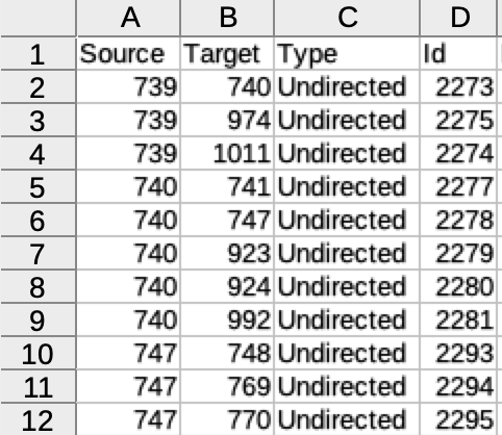 A B C D
1 Source Target Type Id
2 739 740 Undirected 2273
3 739 974 Undirected 2275
4 739 1011 Undirected 2274
5 740 741 Undirected 2277
6 740 747 Undirected 2278
7 740 923 Undirected 2279
8 740 924 Undirected 2280
9 740 992 Undirected 2281
10 747 748 Undirected 2293
11 747 769 Undirected 2294
12 747 770 Undirected 2295